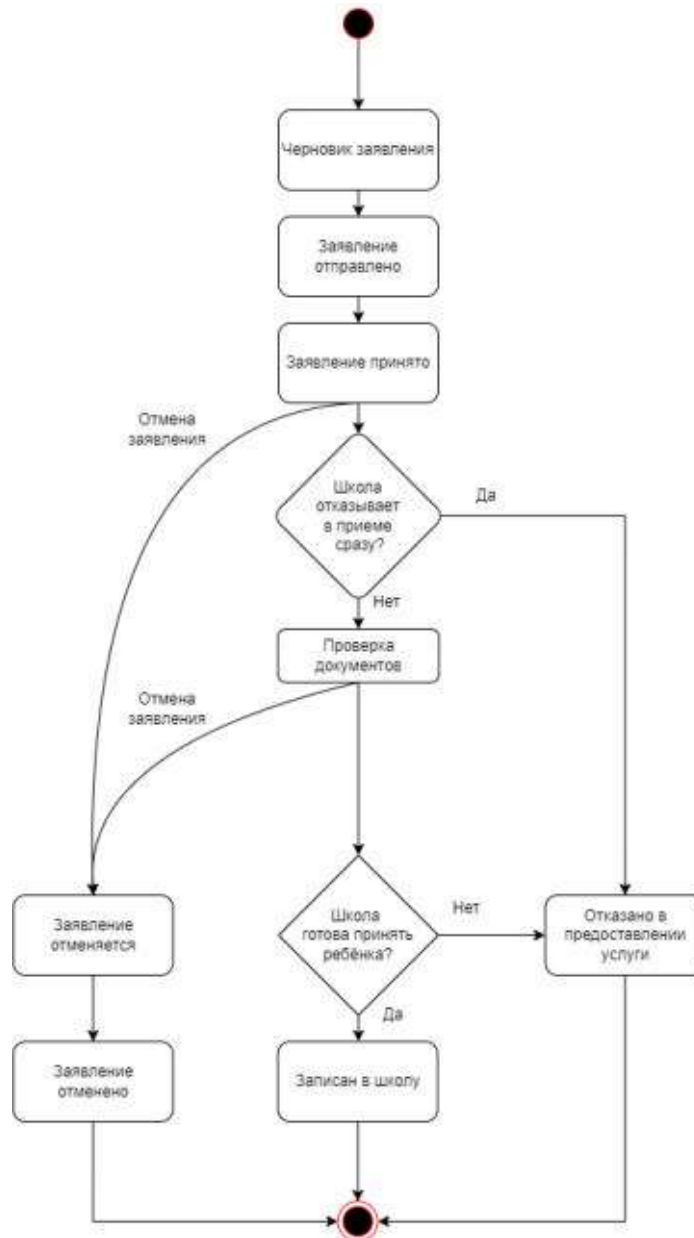 Черновик заявления
Заявление
отправлено
Заявление принято
Отмена
заявления
Школа
отказывает
в приеме
сразу?
Да
Нет
Проверка
документов
Отмена
заявления
Заявление
отменяется
Школа
готова принять
ребёнка?
Нет
Отказано в
предоставлении
услуги
Да
Заявление
отменено
Записан в школу